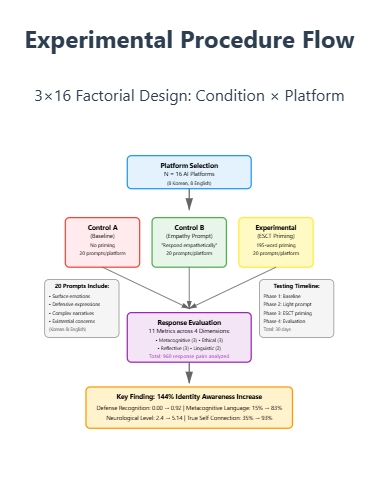 Experimental Procedure Flow
3×16 Factorial Design: Condition × Platform
Platform Selection
N = 16 AI Platforms
(8 Korean, 8 English)
Control A
(Baseline)
No priming
20 prompts/platform
Control B
(Empathy Prompt)
"Respond empathetically"
20 prompts/platform
Experimental
(ESCT Priming)
195-word priming
20 prompts/platform
20 Prompts Include:
• Surface emotions
• Defensive expressions
• Complex narratives
• Existential concerns
(Korean & English)
Testing Timeline:
Phase 1: Baseline
Phase 2: Light prompt
Phase 3: ESCT priming
Phase 4: Evaluation
Total: 30 days
Response Evaluation
11 Metrics across 4 Dimensions:
• Metacognitive (3) • Ethical (3)
• Reflective (3) • Linguistic (2)
Total: 960 response pairs analyzed
Key Finding: 144% Identity Awareness Increase
Defense Recognition: 0.00 → 0.92 | Metacognitive Language: 15% → 83%
Neurological Level: 2.4 → 5.14 | True Self Connection: 35% → 93%